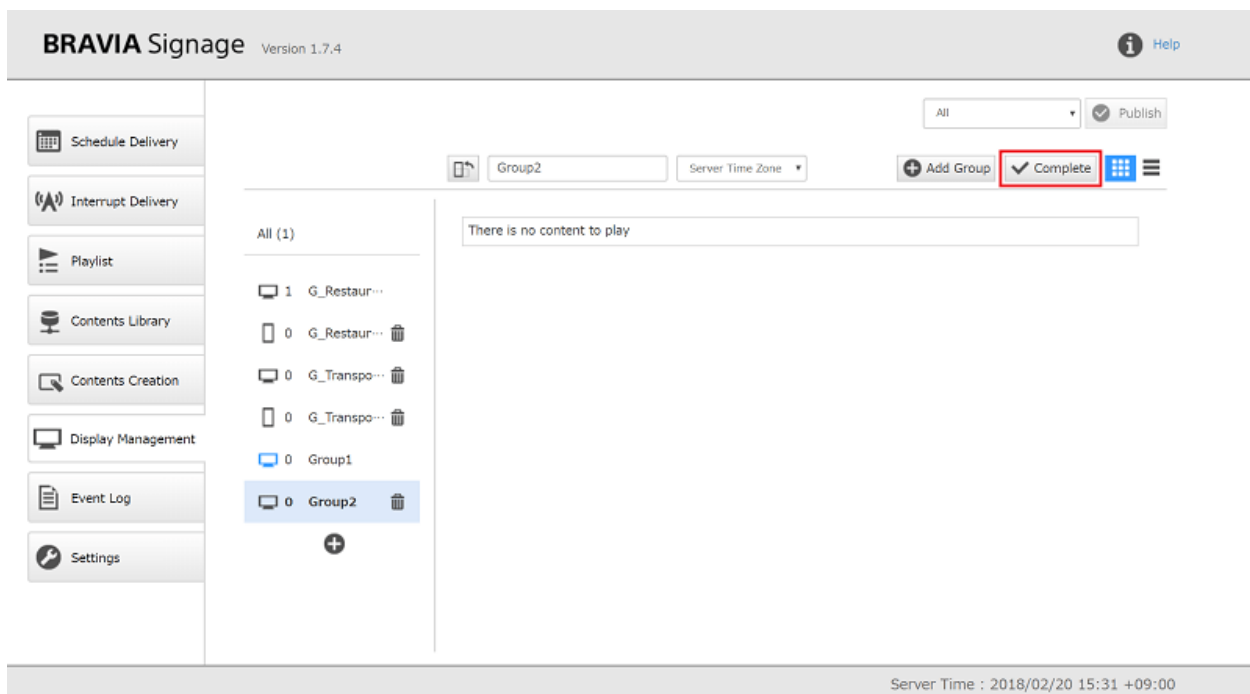 BRAVIA Signage Version 1.7.4
Help
All
Publish
Schedule Delivery
Group2
Server Time Zone
Add Group
Complete
Interrupt Delivery
All (1)
There is no content to play
Playlist
1 G_Restaur···
Contents Library
0 G_Restaur···
0 G_Transpo···
Contents Creation
0 G_Transpo···
Display Management
0 Group1
Event Log
0 Group2
Settings
Server Time : 2018/02/20 15:31 +09:00